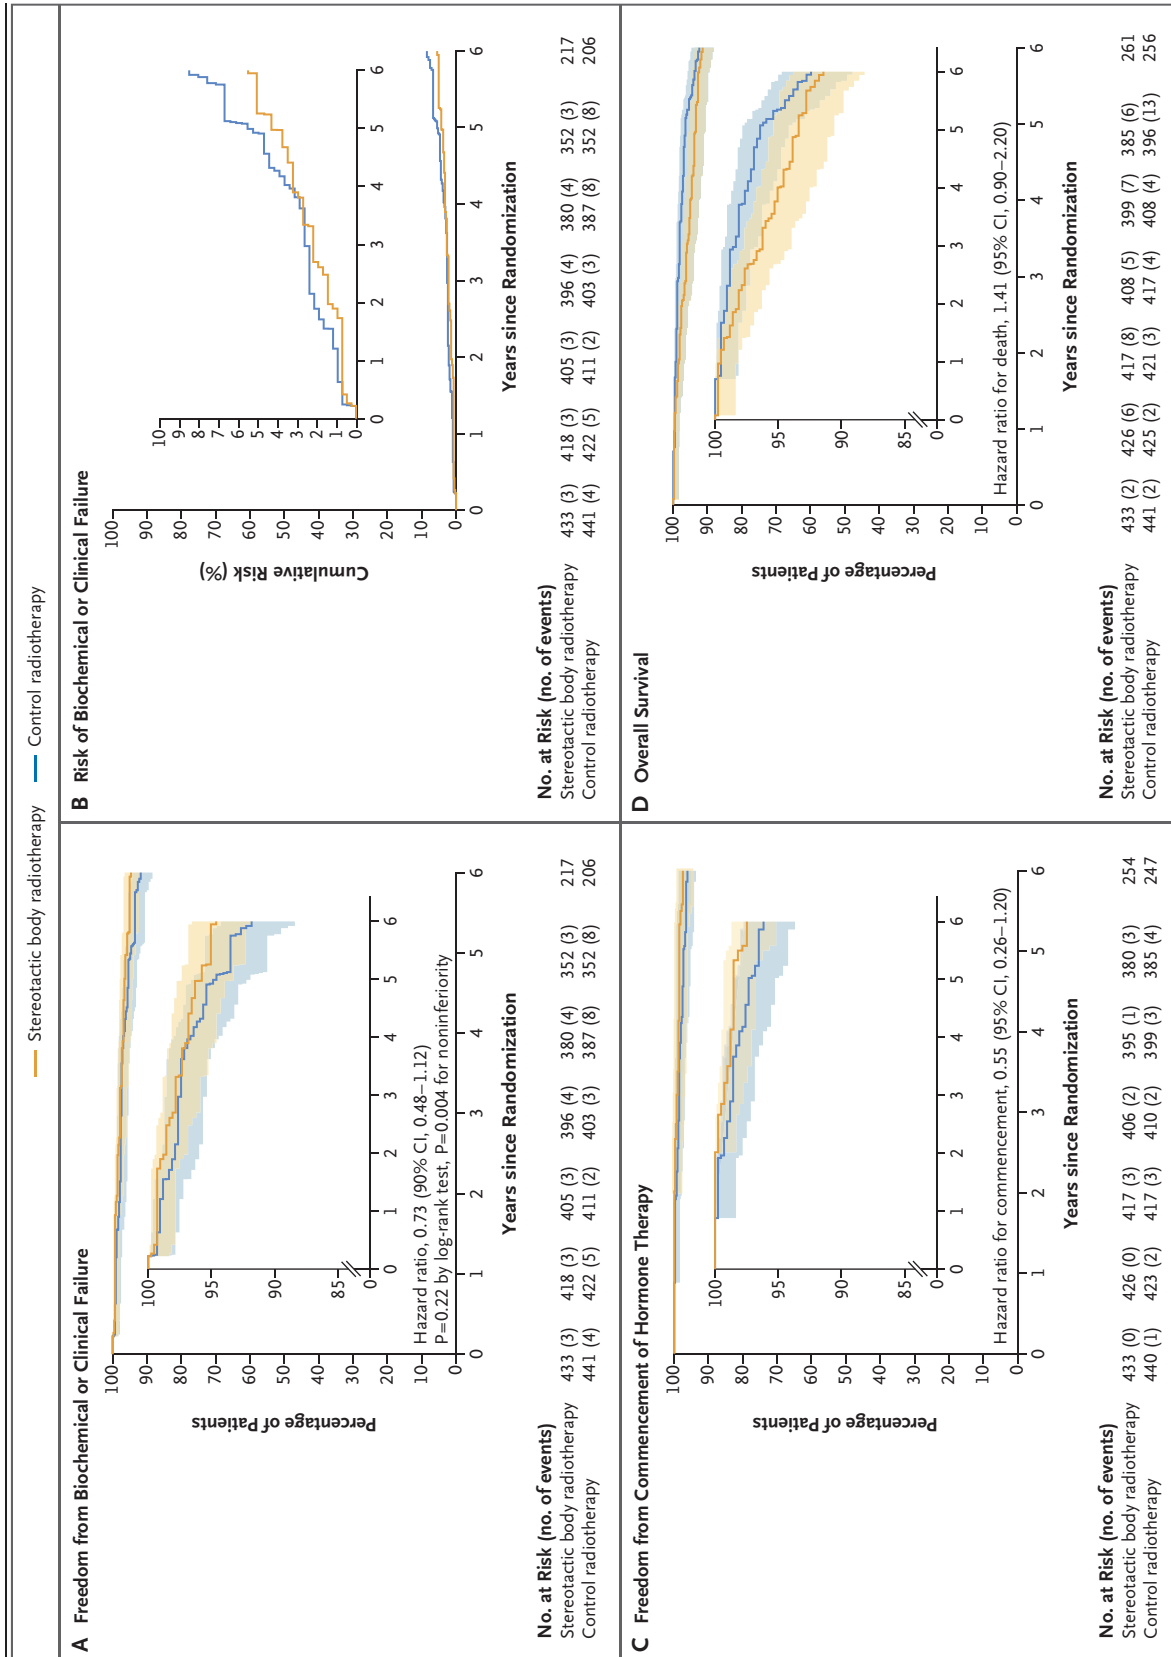 Stereotactic body radiotherapy
Control radiotherapy
A Freedom from Biochemical or Clinical Failure
Percentage of Patients
100
90
80
70
60
50
40
30
20
10
0
100
95
90
85
0
0 1 2 3 4 5 6
Hazard ratio, 0.73 (90% CI, 0.48–1.12)
P=0.22 by log-rank test, P=0.004 for noninferiority
0 1 2 3 4 5 6
Years since Randomization
No. at Risk (no. of events)
Stereotactic body radiotherapy 433 (3) 418 (3) 405 (3) 396 (4) 380 (4) 352 (3) 217
Control radiotherapy 441 (4) 422 (5) 411 (2) 403 (3) 387 (8) 352 (8) 206
B Risk of Biochemical or Clinical Failure
Cumulative Risk (%)
100
90
80
70
60
50
40
30
20
10
0
10
9
8
7
6
5
4
3
2
1
0
0 1 2 3 4 5 6
0 1 2 3 4 5 6
Years since Randomization
No. at Risk (no. of events)
Stereotactic body radiotherapy 433 (3) 418 (3) 405 (3) 396 (4) 380 (4) 352 (3) 217
Control radiotherapy 441 (4) 422 (5) 411 (2) 403 (3) 387 (8) 352 (8) 206
C Freedom from Commencement of Hormone Therapy
Percentage of Patients
100
90
80
70
60
50
40
30
20
10
0
100
95
90
85
0
0 1 2 3 4 5 6
Hazard ratio for commencement, 0.55 (95% CI, 0.26–1.20)
0 1 2 3 4 5 6
Years since Randomization
No. at Risk (no. of events)
Stereotactic body radiotherapy 433 (0) 426 (0) 417 (3) 406 (2) 395 (1) 380 (3) 254
Control radiotherapy 440 (1) 423 (2) 417 (3) 410 (2) 399 (3) 385 (4) 247
D Overall Survival
Percentage of Patients
100
90
80
70
60
50
40
30
20
10
0
100
95
90
85
0
0 1 2 3 4 5 6
Hazard ratio for death, 1.41 (95% CI, 0.90–2.20)
0 1 2 3 4 5 6
Years since Randomization
No. at Risk (no. of events)
Stereotactic body radiotherapy 433 (2) 426 (6) 417 (8) 408 (5) 399 (7) 385 (6) 261
Control radiotherapy 441 (2) 425 (2) 421 (3) 417 (4) 408 (4) 396 (13) 256